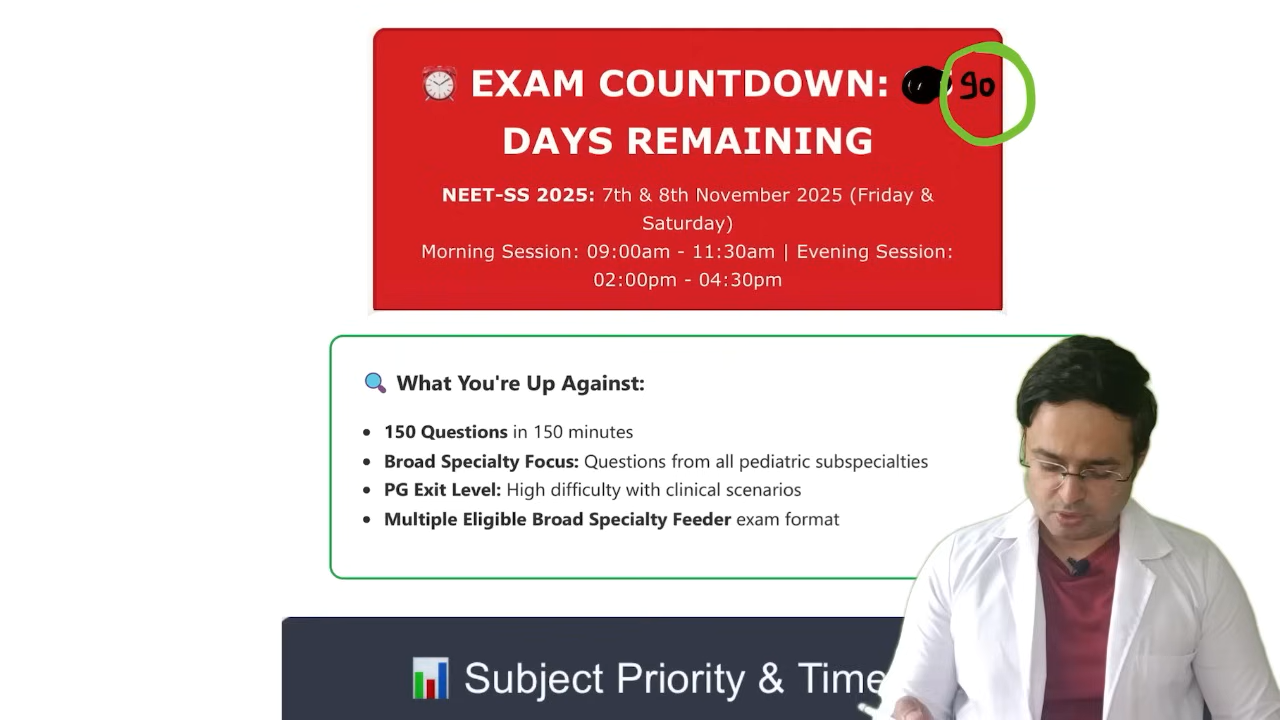 EXAM COUNTDOWN: 90
DAYS REMAINING
NEET-SS 2025: 7th & 8th November 2025 (Friday &
Saturday)
Morning Session: 09:00am - 11:30am | Evening Session:
02:00pm - 04:30pm
What You're Up Against:
150 Questions in 150 minutes
Broad Specialty Focus: Questions from all pediatric subspecialties
PG Exit Level: High difficulty with clinical scenarios
Multiple Eligible Broad Specialty Feeder exam format
Subject Priority & Time